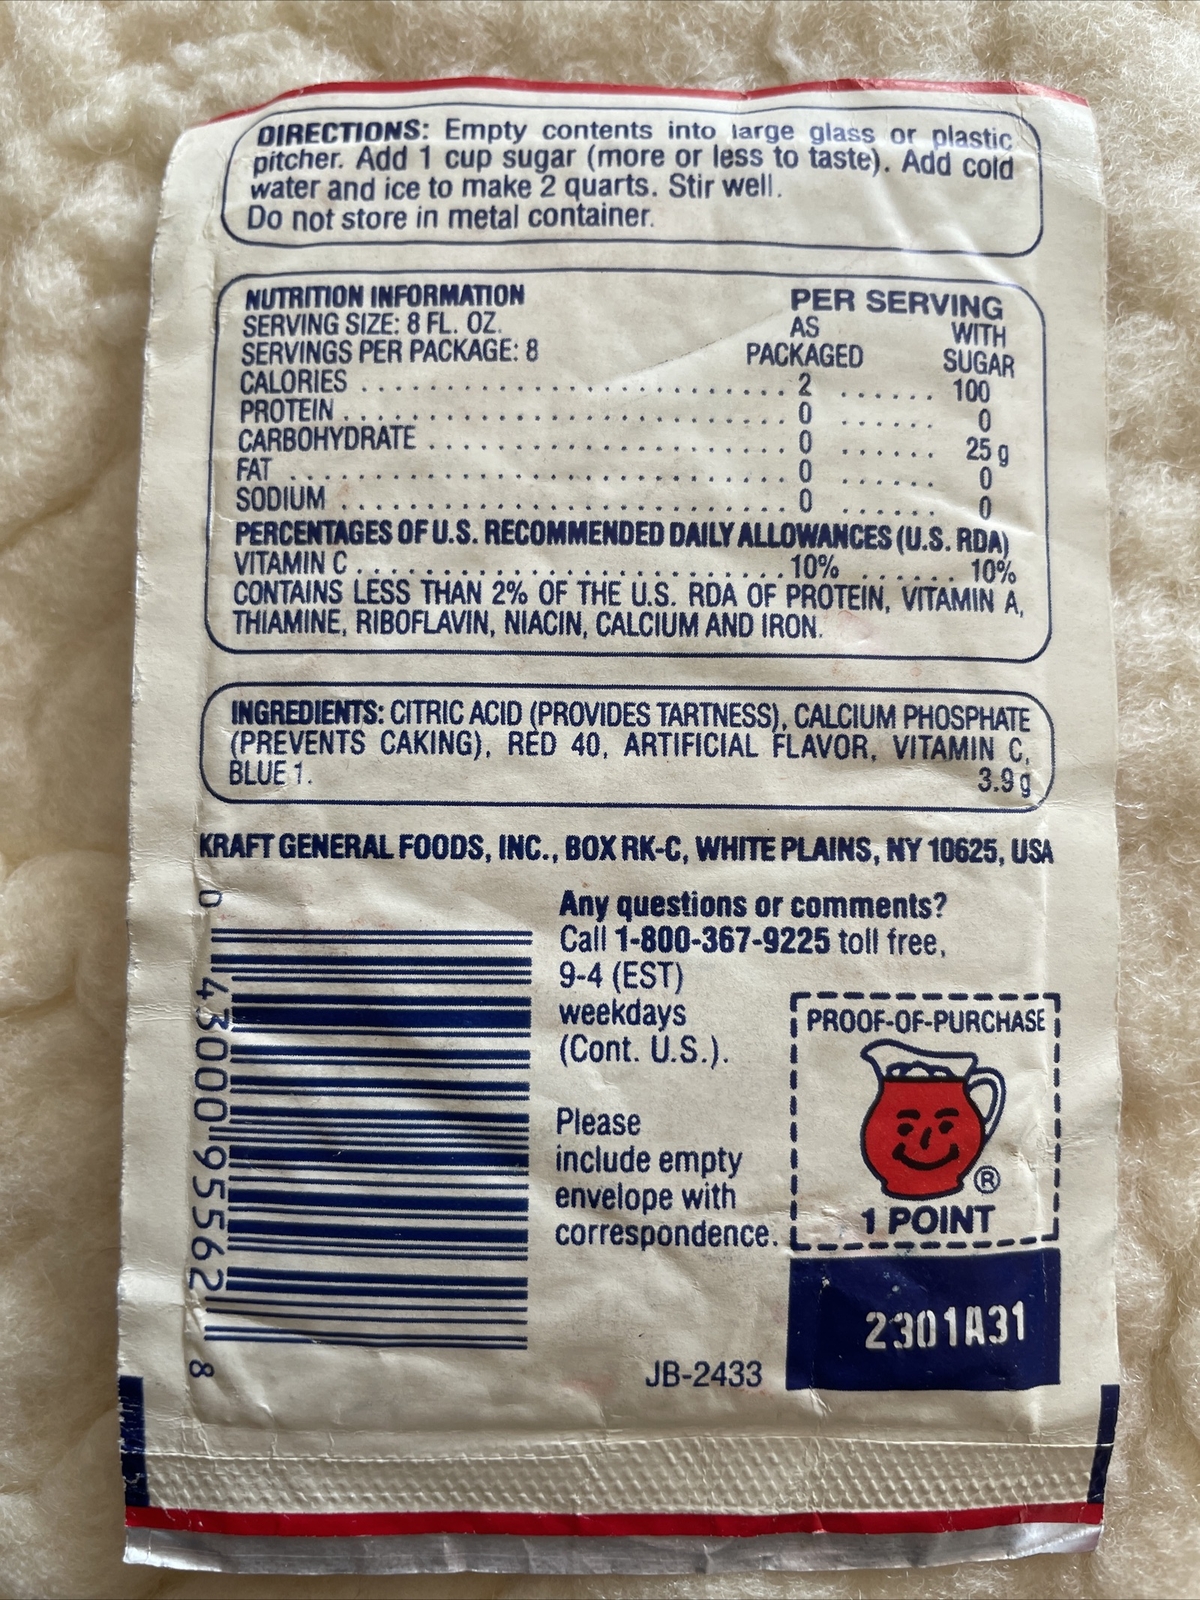 DIRECTIONS: Empty contents into large glass or plastic
pitcher. Add 1 cup sugar (more or less to taste). Add cold
water and ice to make 2 quarts. Stir well.
Do not store in metal container.
NUTRITION INFORMATION PER SERVING
SERVING SIZE: 8 FL. OZ. AS WITH
SERVINGS PER PACKAGE: 8 PACKAGED SUGAR
CALORIES . . . . . . . . . . 2 . . . . . . 100
PROTEIN . . . . . . . . . . 0 . . . . . . 0
CARBOHYDRATE . . . . . . . . . . 0 . . . . . . 25 g
FAT . . . . . . . . . . 0 . . . . . . 0
SODIUM . . . . . . . . . . 0 . . . . . . 0
PERCENTAGES OF U.S. RECOMMENDED DAILY ALLOWANCES (U.S. RDA)
VITAMIN C . . . . . . . . . . 10% . . . . . . 10%
CONTAINS LESS THAN 2% OF THE U.S. RDA OF PROTEIN, VITAMIN A,
THIAMINE, RIBOFLAVIN, NIACIN, CALCIUM AND IRON.
INGREDIENTS: CITRIC ACID (PROVIDES TARTNESS), CALCIUM PHOSPHATE
(PREVENTS CAKING), RED 40, ARTIFICIAL FLAVOR, VITAMIN C,
BLUE 1. 3.9 g
KRAFT GENERAL FOODS, INC., BOX RK-C, WHITE PLAINS, NY 10625, USA
0 43000 95562 8
Any questions or comments?
Call 1-800-367-9225 toll free,
9-4 (EST)
weekdays
(Cont. U.S.).
Please
include empty
envelope with
correspondence.
PROOF-OF-PURCHASE
®
1 POINT
2301A31
JB-2433